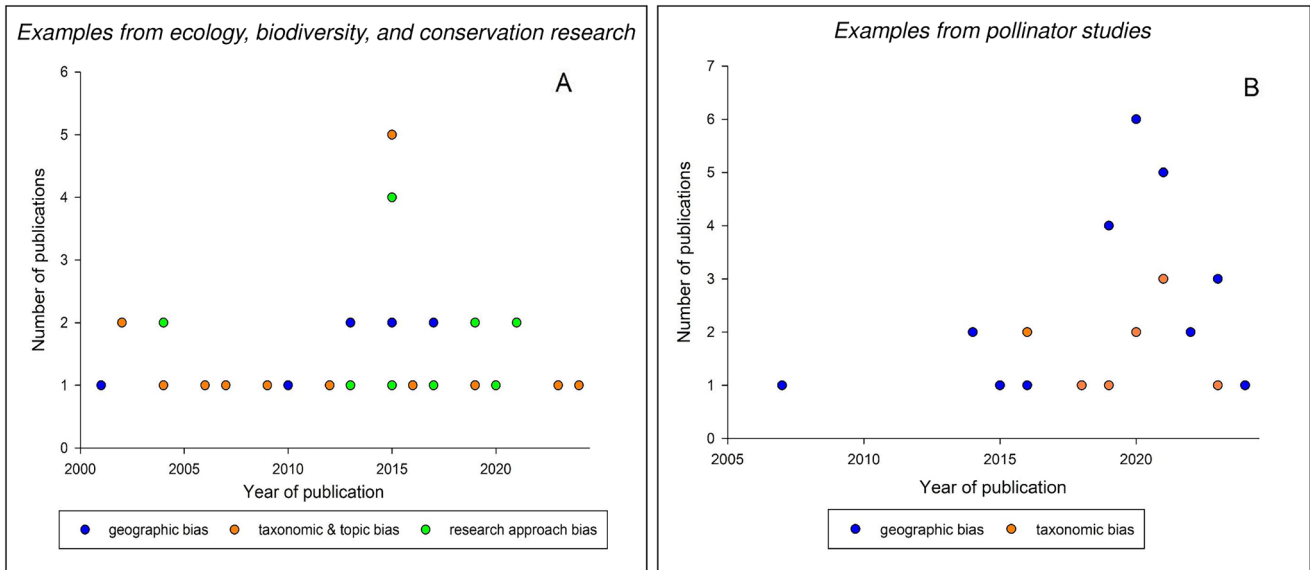 Examples from ecology, biodiversity, and conservation research
A
6
5
4
3
2
1
0
Number of publications
2000
2005
2010
2015
2020
Year of publication
geographic bias
taxonomic & topic bias
research approach bias
Examples from pollinator studies
B
7
6
5
4
3
2
1
0
Number of publications
2005
2010
2015
2020
Year of publication
geographic bias
taxonomic bias